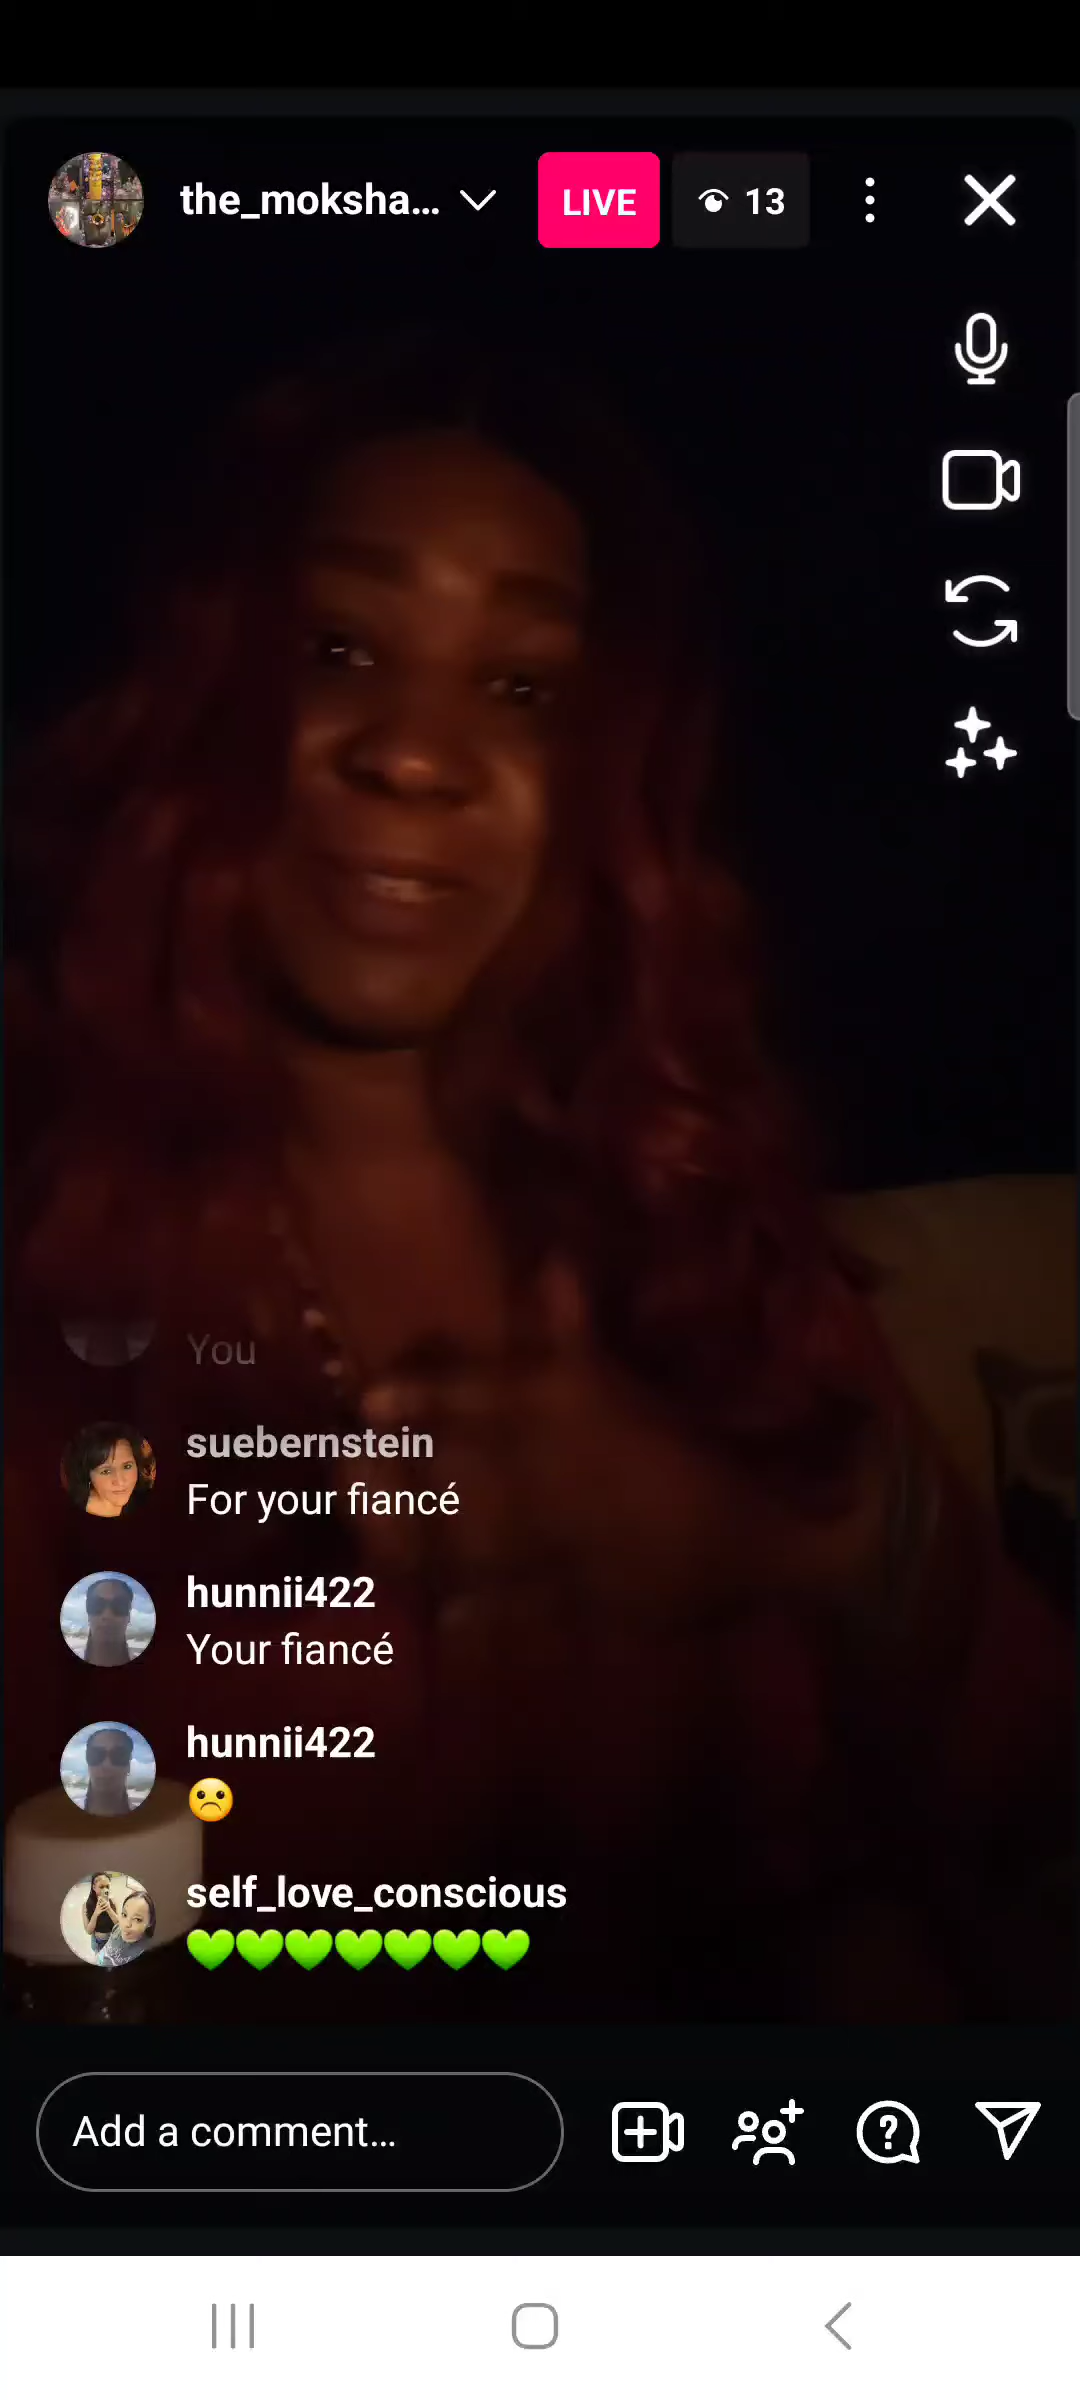 the_moksha...
LIVE
13
You
suebernstein
For your fiancé
hunnii422
Your fiancé
hunnii422
☹️
self_love_conscious
💚💚💚💚💚💚💚
Add a comment...